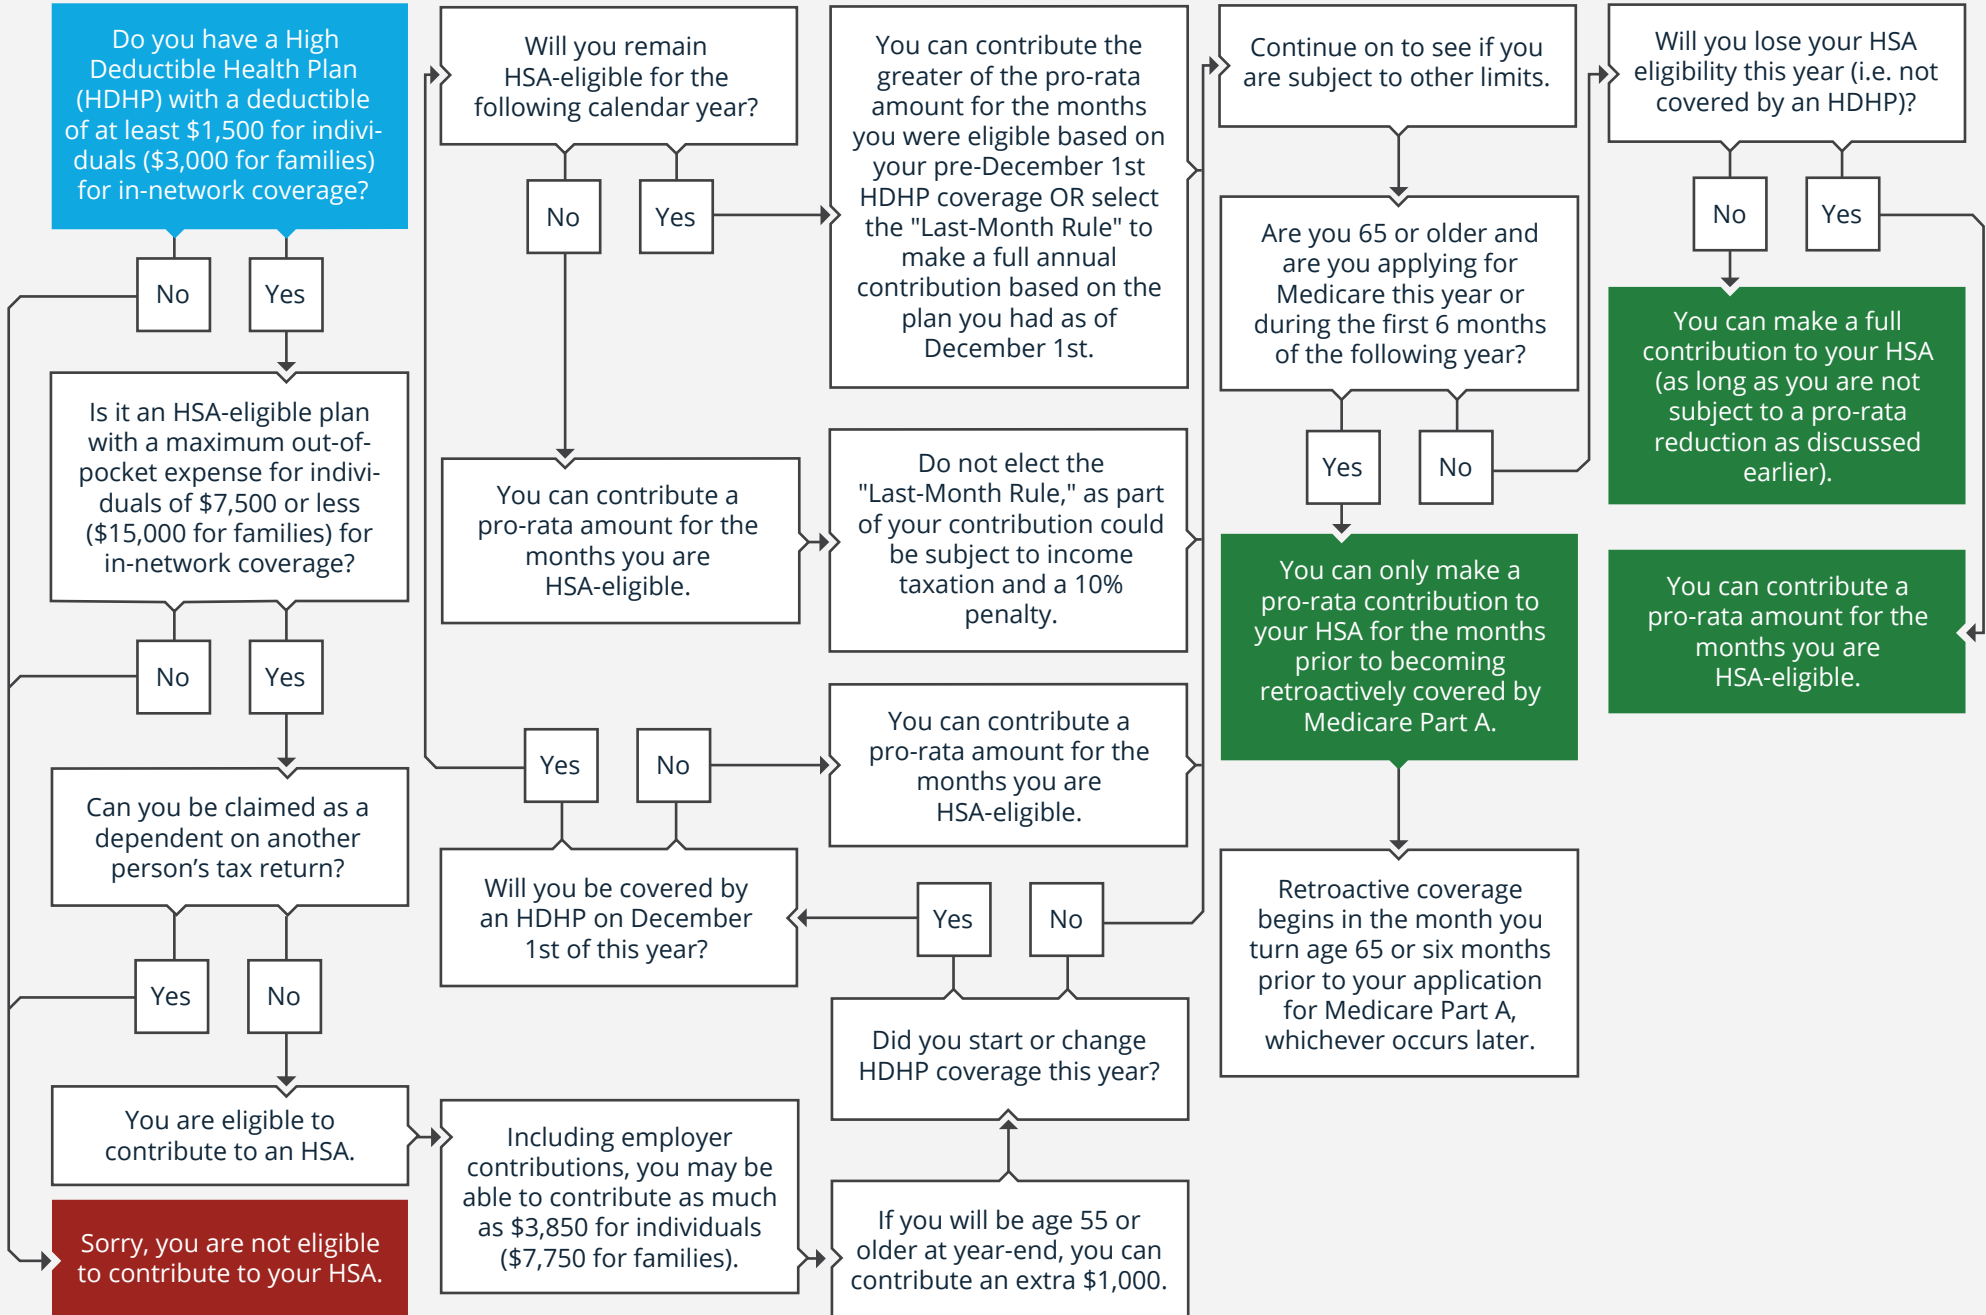 Do you have a High
Deductible Health Plan
(HDHP) with a deductible
of at least $1,500 for indivi-
duals ($3,000 for families)
for in-network coverage?
No
Yes
Is it an HSA-eligible plan
with a maximum out-of-
pocket expense for indivi-
duals of $7,500 or less
($15,000 for families) for
in-network coverage?
No
Yes
Can you be claimed as a
dependent on another
person’s tax return?
Yes
No
You are eligible to
contribute to an HSA.
Sorry, you are not eligible
to contribute to your HSA.
Including employer
contributions, you may be
able to contribute as much
as $3,850 for individuals
($7,750 for families).
If you will be age 55 or
older at year-end, you can
contribute an extra $1,000.
Did you start or change
HDHP coverage this year?
Yes
No
Will you be covered by
an HDHP on December
1st of this year?
Yes
No
You can contribute a
pro-rata amount for the
months you are
HSA-eligible.
Will you remain
HSA-eligible for the
following calendar year?
No
Yes
You can contribute a
pro-rata amount for the
months you are
HSA-eligible.
Do not elect the
"Last-Month Rule," as part
of your contribution could
be subject to income
taxation and a 10%
penalty.
You can contribute the
greater of the pro-rata
amount for the months
you were eligible based on
your pre-December 1st
HDHP coverage OR select
the "Last-Month Rule" to
make a full annual
contribution based on the
plan you had as of
December 1st.
Continue on to see if you
are subject to other limits.
Are you 65 or older and
are you applying for
Medicare this year or
during the first 6 months
of the following year?
Yes
No
You can only make a
pro-rata contribution to
your HSA for the months
prior to becoming
retroactively covered by
Medicare Part A.
Retroactive coverage
begins in the month you
turn age 65 or six months
prior to your application
for Medicare Part A,
whichever occurs later.
Will you lose your HSA
eligibility this year (i.e. not
covered by an HDHP)?
No
Yes
You can make a full
contribution to your HSA
(as long as you are not
subject to a pro-rata
reduction as discussed
earlier).
You can contribute a
pro-rata amount for the
months you are
HSA-eligible.